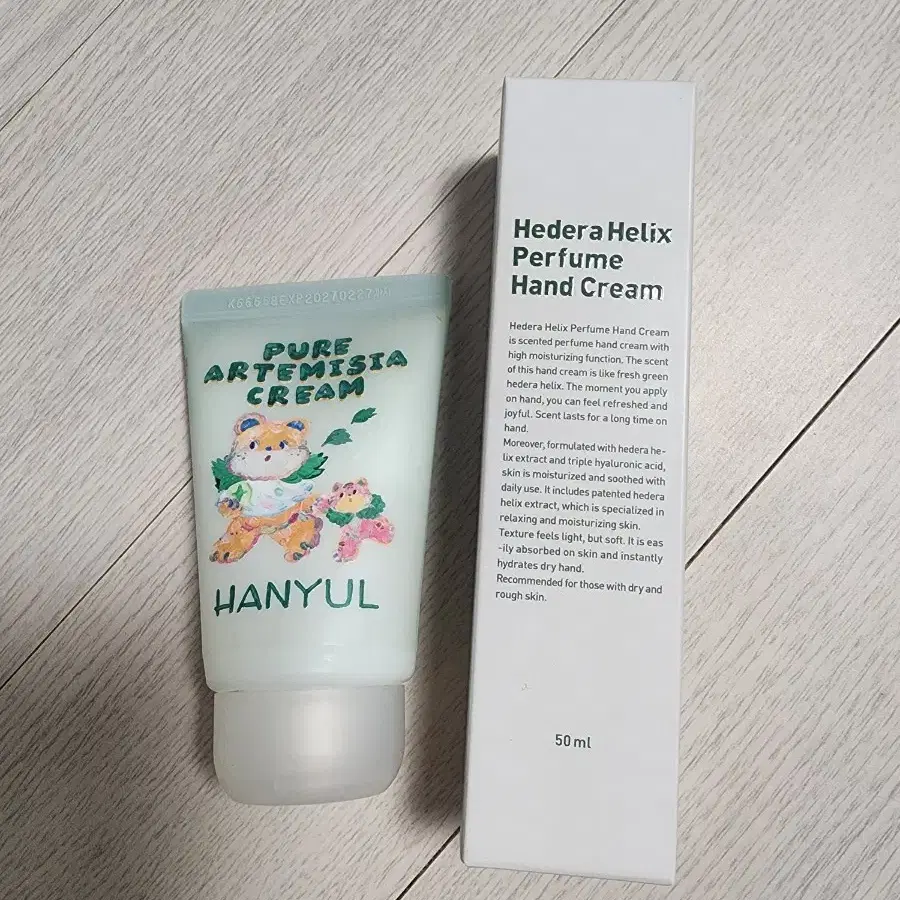 PURE
ARTEMISIA
CREAM
HANYUL
Hedera Helix
Perfume
Hand Cream
Hedera Helix Perfume Hand Cream
is scented perfume hand cream with
high moisturizing function. The scent
of this hand cream is like fresh green
hedera helix. The moment you apply
on hand, you can feel refreshed and
joyful. Scent lasts for a long time on
hand.
Moreover, formulated with hedera he-
lix extract and triple hyaluronic acid,
skin is moisturized and soothed with
daily use. It includes patented hedera
helix extract, which is specialized in
relaxing and moisturizing skin.
Texture feels light, but soft. It is eas
-ily absorbed on skin and instantly
hydrates dry hand.
Recommended for those with dry and
rough skin.
50 ml